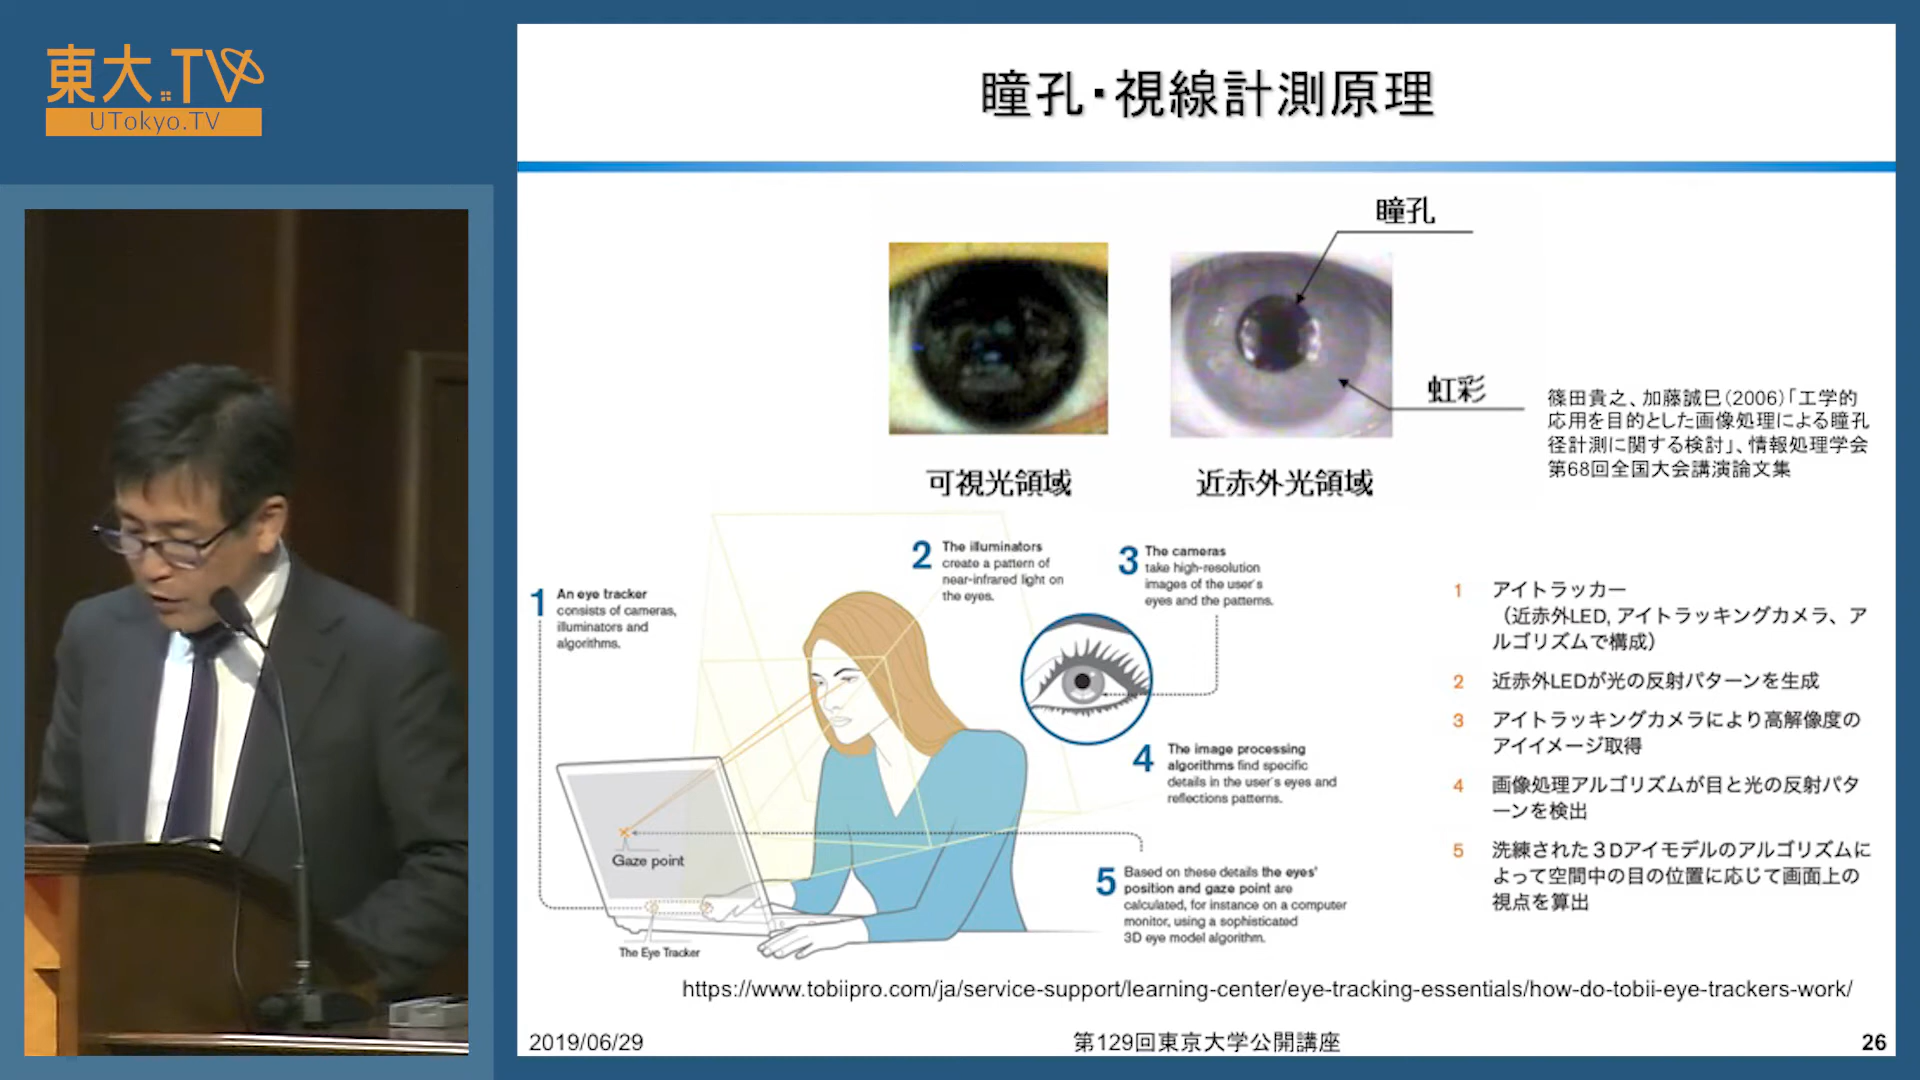 東大.TV
UTokyo.TV
瞳孔・視線計測原理
瞳孔
虹彩
可視光領域
近赤外光領域
篠田貴之、加藤誠巳(2006)「工学的
応用を目的とした画像処理による瞳孔
径計測に関する検討」、情報処理学会
第68回全国大会講演論文集
1
An eye tracker
consists of cameras,
illuminators and
algorithms.
2
The illuminators
create a pattern of
near-infrared light on
the eyes.
3
The cameras
take high-resolution
images of the user's
eyes and the patterns.
4
The image processing
algorithms find specific
details in the user's eyes and
reflections patterns.
5
Based on these details the eyes'
position and gaze point are
calculated, for instance on a computer
monitor, using a sophisticated
3D eye model algorithm.
Gaze point
The Eye Tracker
1 アイトラッカー
（近赤外LED, アイトラッキングカメラ、ア
ルゴリズムで構成）
2 近赤外LEDが光の反射パターンを生成
3 アイトラッキングカメラにより高解像度の
アイイメージ取得
4 画像処理アルゴリズムが目と光の反射パタ
ーンを検出
5 洗練された３Dアイモデルのアルゴリズムに
よって空間中の目の位置に応じて画面上の
視点を算出
https://www.tobiipro.com/ja/service-support/learning-center/eye-tracking-essentials/how-do-tobii-eye-trackers-work/
2019/06/29
第129回東京大学公開講座
26